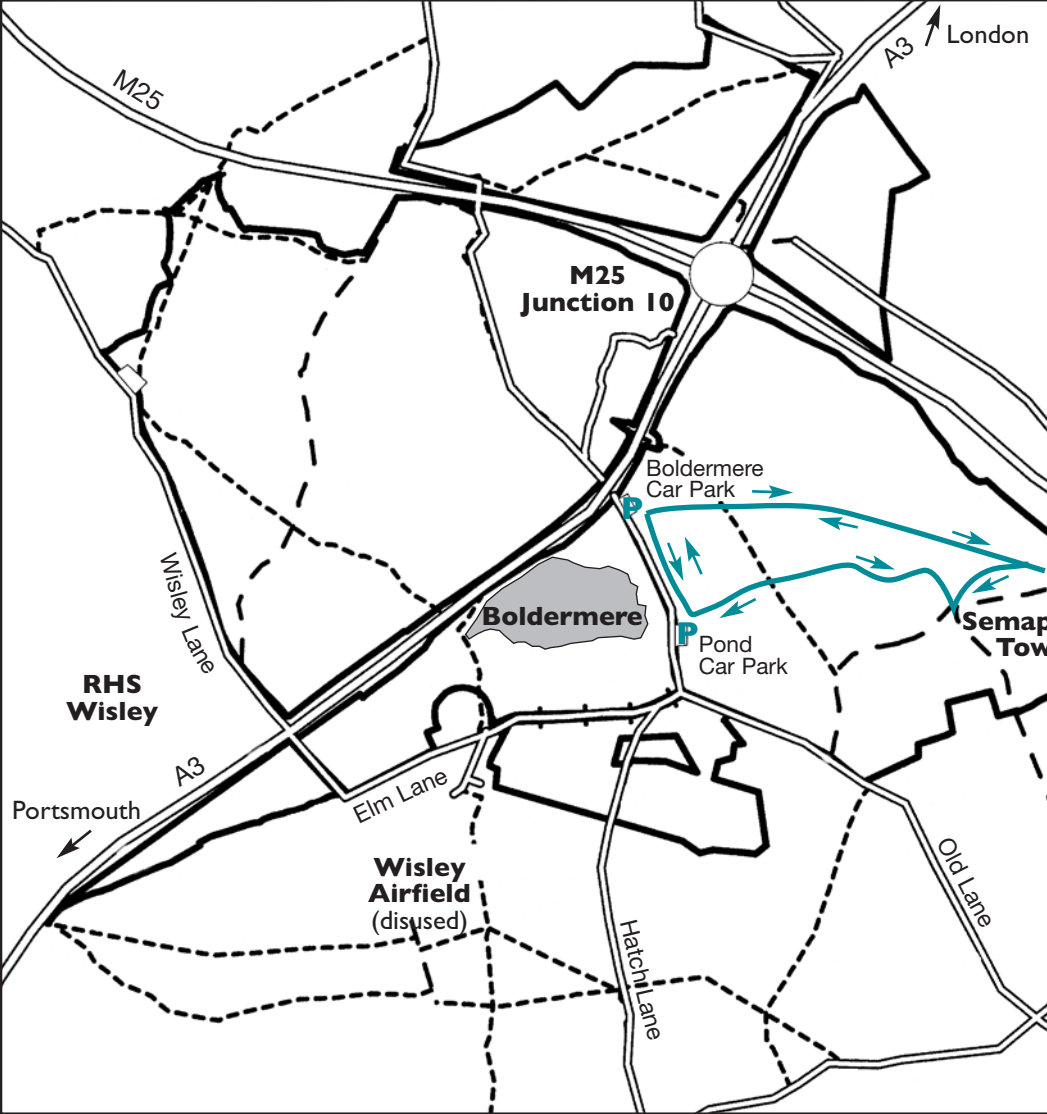 London
A3
M25
M25
Junction 10
Boldermere
Car Park
P
Wisley Lane
Boldermere
P
Pond
Car Park
Semap
Tow
RHS
Wisley
A3
Elm Lane
Portsmouth
Wisley
Airfield
(disused)
Old Lane
Hatch Lane